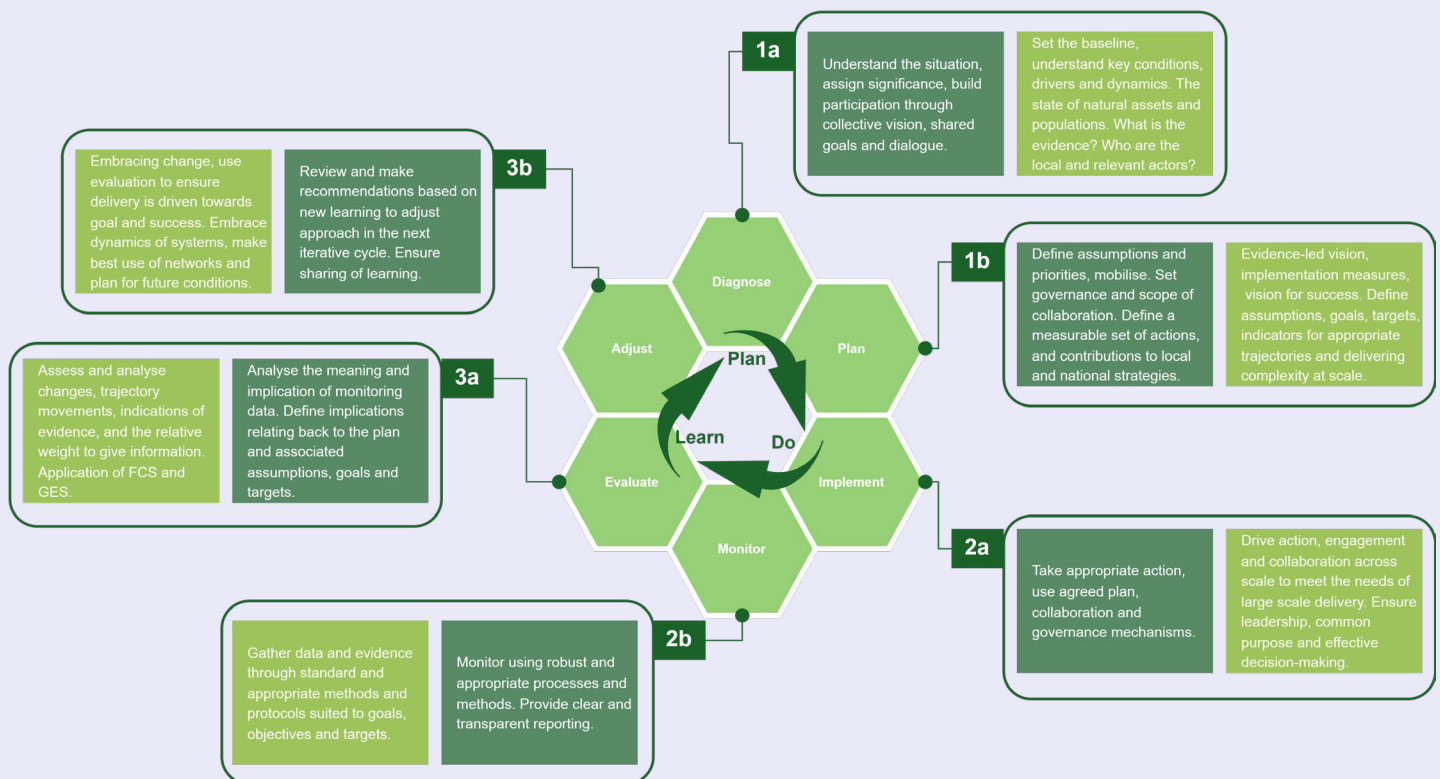 1a
Understand the situation,
assign significance, build
participation through
collective vision, shared
goals and dialogue.
Set the baseline,
understand key conditions,
drivers and dynamics. The
state of natural assets and
populations. What is the
evidence? Who are the
local and relevant actors?
3b
Embracing change, use
evaluation to ensure
delivery is driven towards
goal and success. Embrace
dynamics of systems, make
best use of networks and
plan for future conditions.
Review and make
recommendations based on
new learning to adjust
approach in the next
iterative cycle. Ensure
sharing of learning.
1b
Define assumptions and
priorities, mobilise. Set
governance and scope of
collaboration. Define a
measurable set of actions,
and contributions to local
and national strategies.
Evidence-led vision,
implementation measures,
vision for success. Define
assumptions, goals, targets,
indicators for appropriate
trajectories and delivering
complexity at scale.
Diagnose
Adjust
Plan
Plan
Learn
Do
Evaluate
Implement
Monitor
3a
Assess and analyse
changes, trajectory
movements, indications of
evidence, and the relative
weight to give information.
Application of FCS and
GES.
Analyse the meaning and
implication of monitoring
data. Define implications
relating back to the plan
and associated
assumptions, goals and
targets.
2a
Take appropriate action,
use agreed plan,
collaboration and
governance mechanisms.
Drive action, engagement
and collaboration across
scale to meet the needs of
large scale delivery. Ensure
leadership, common
purpose and effective
decision-making.
2b
Gather data and evidence
through standard and
appropriate methods and
protocols suited to goals,
objectives and targets.
Monitor using robust and
appropriate processes and
methods. Provide clear and
transparent reporting.